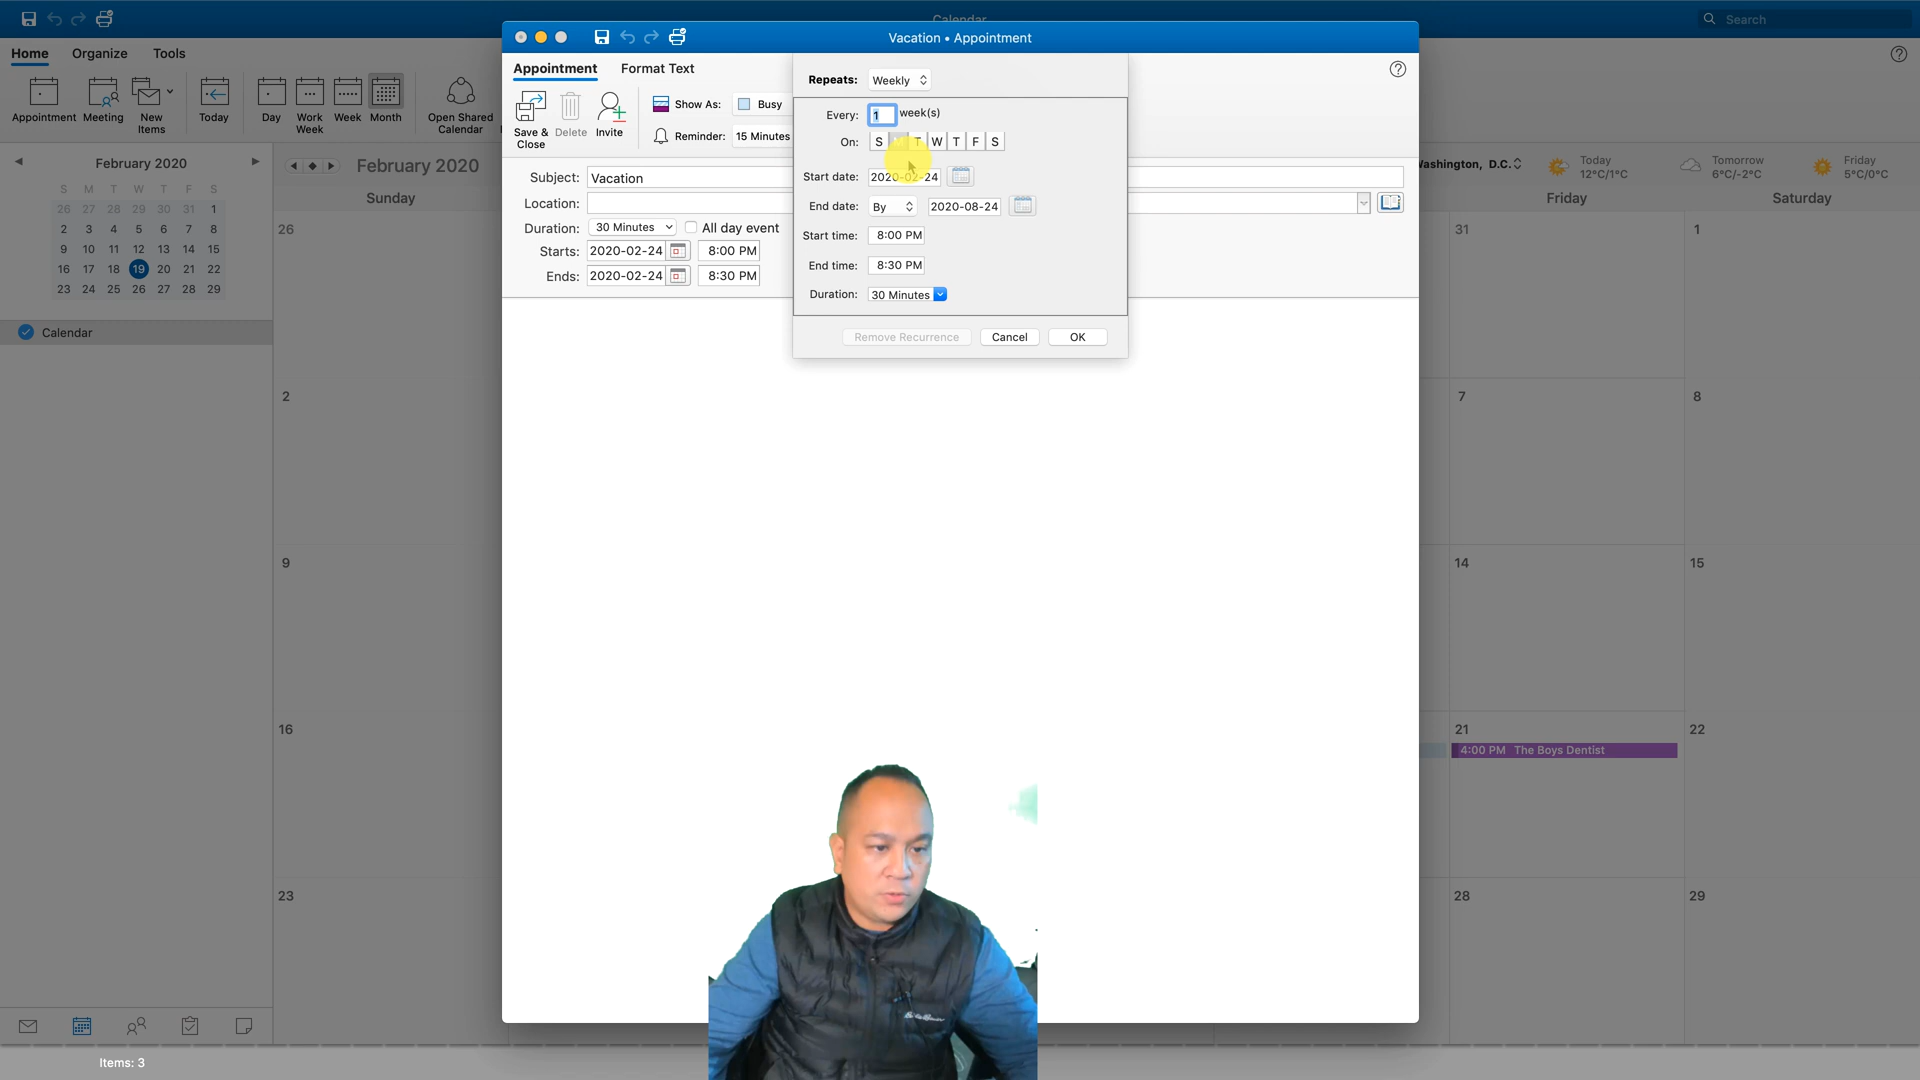 Calendar
Search
Home
Organize
Tools
Appointment
Meeting
New Items
Today
Day
Work Week
Week
Month
Open Shared Calendar
February 2020
S M T W T F S
26 27 28 29 30 31 1
2 3 4 5 6 7 8
9 10 11 12 13 14 15
16 17 18 19 20 21 22
23 24 25 26 27 28 29
Calendar
Items: 3
February 2020
Sunday
26
2
9
16
23
Vacation • Appointment
Appointment
Format Text
Save & Close
Delete
Invite
Show As:
Busy
Reminder:
15 Minutes
Subject: Vacation
Location:
Duration: 30 Minutes
All day event
Starts: 2020-02-24 8:00 PM
Ends: 2020-02-24 8:30 PM
Repeats: Weekly
Every: 1 week(s)
On: S M T W T F S
Start date: 2020-02-24
End date: By 2020-08-24
Start time: 8:00 PM
End time: 8:30 PM
Duration: 30 Minutes
Remove Recurrence
Cancel
OK
Washington, D.C.
Today
12°C/1°C
Tomorrow
6°C/-2°C
Friday
5°C/0°C
Friday
Saturday
31
1
7
8
14
15
21
22
4:00 PM The Boys Dentist
28
29